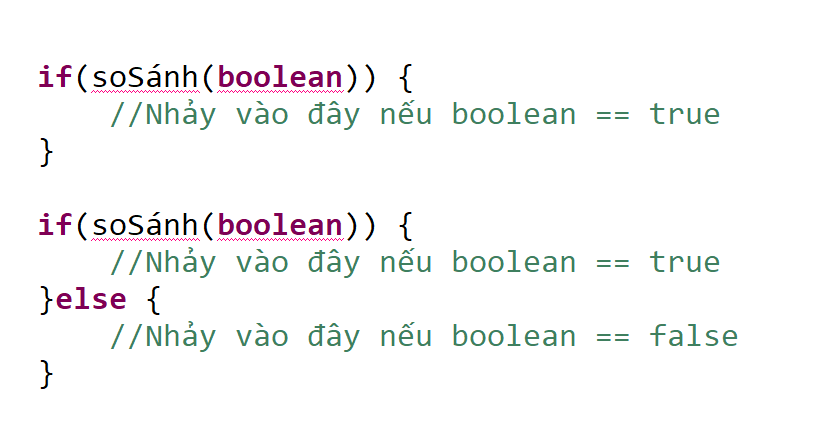 if(soSánh(boolean)) {
    //Nhảy vào đây nếu boolean == true
}
if(soSánh(boolean)) {
    //Nhảy vào đây nếu boolean == true
}else {
    //Nhảy vào đây nếu boolean == false
}